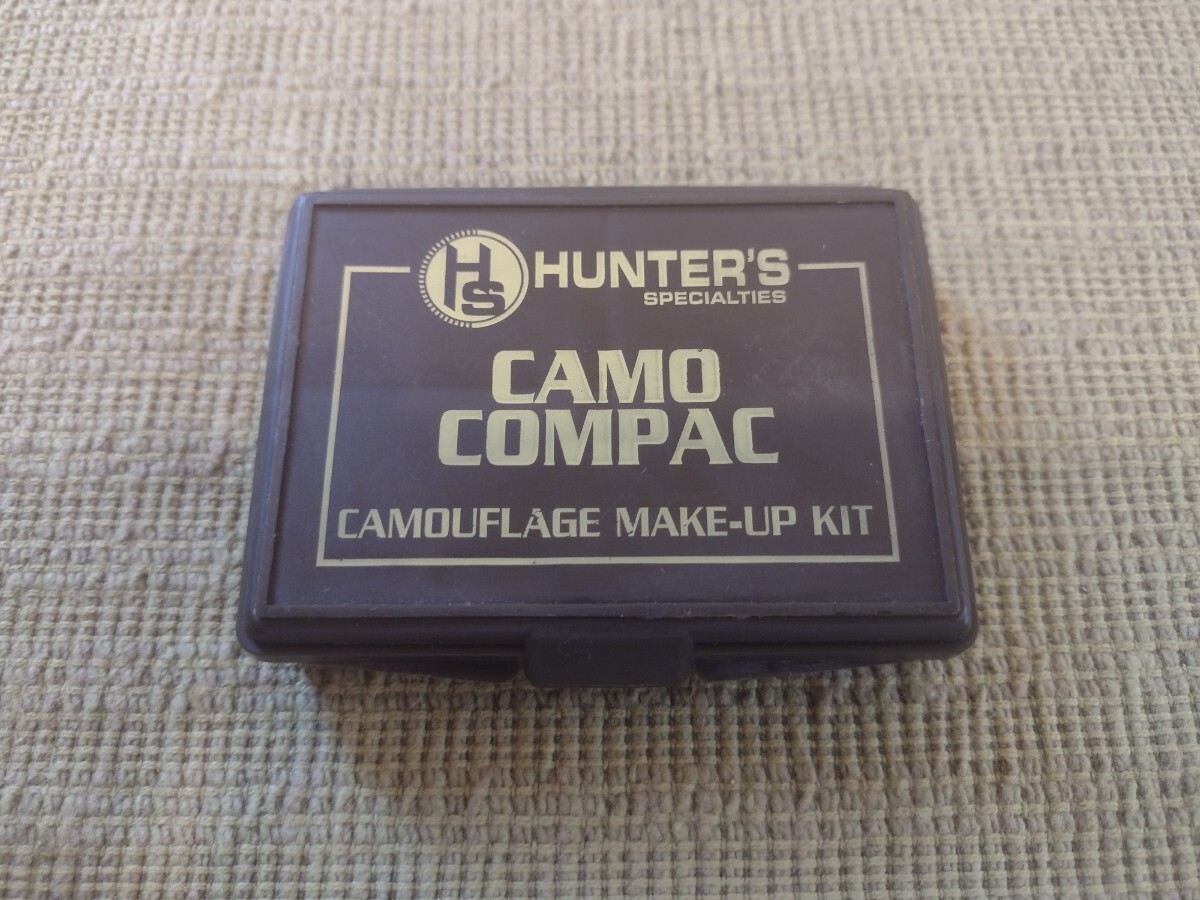 HS HUNTER'S
SPECIALTIES
CAMO
COMPAC
CAMOUFLAGE MAKE-UP KIT